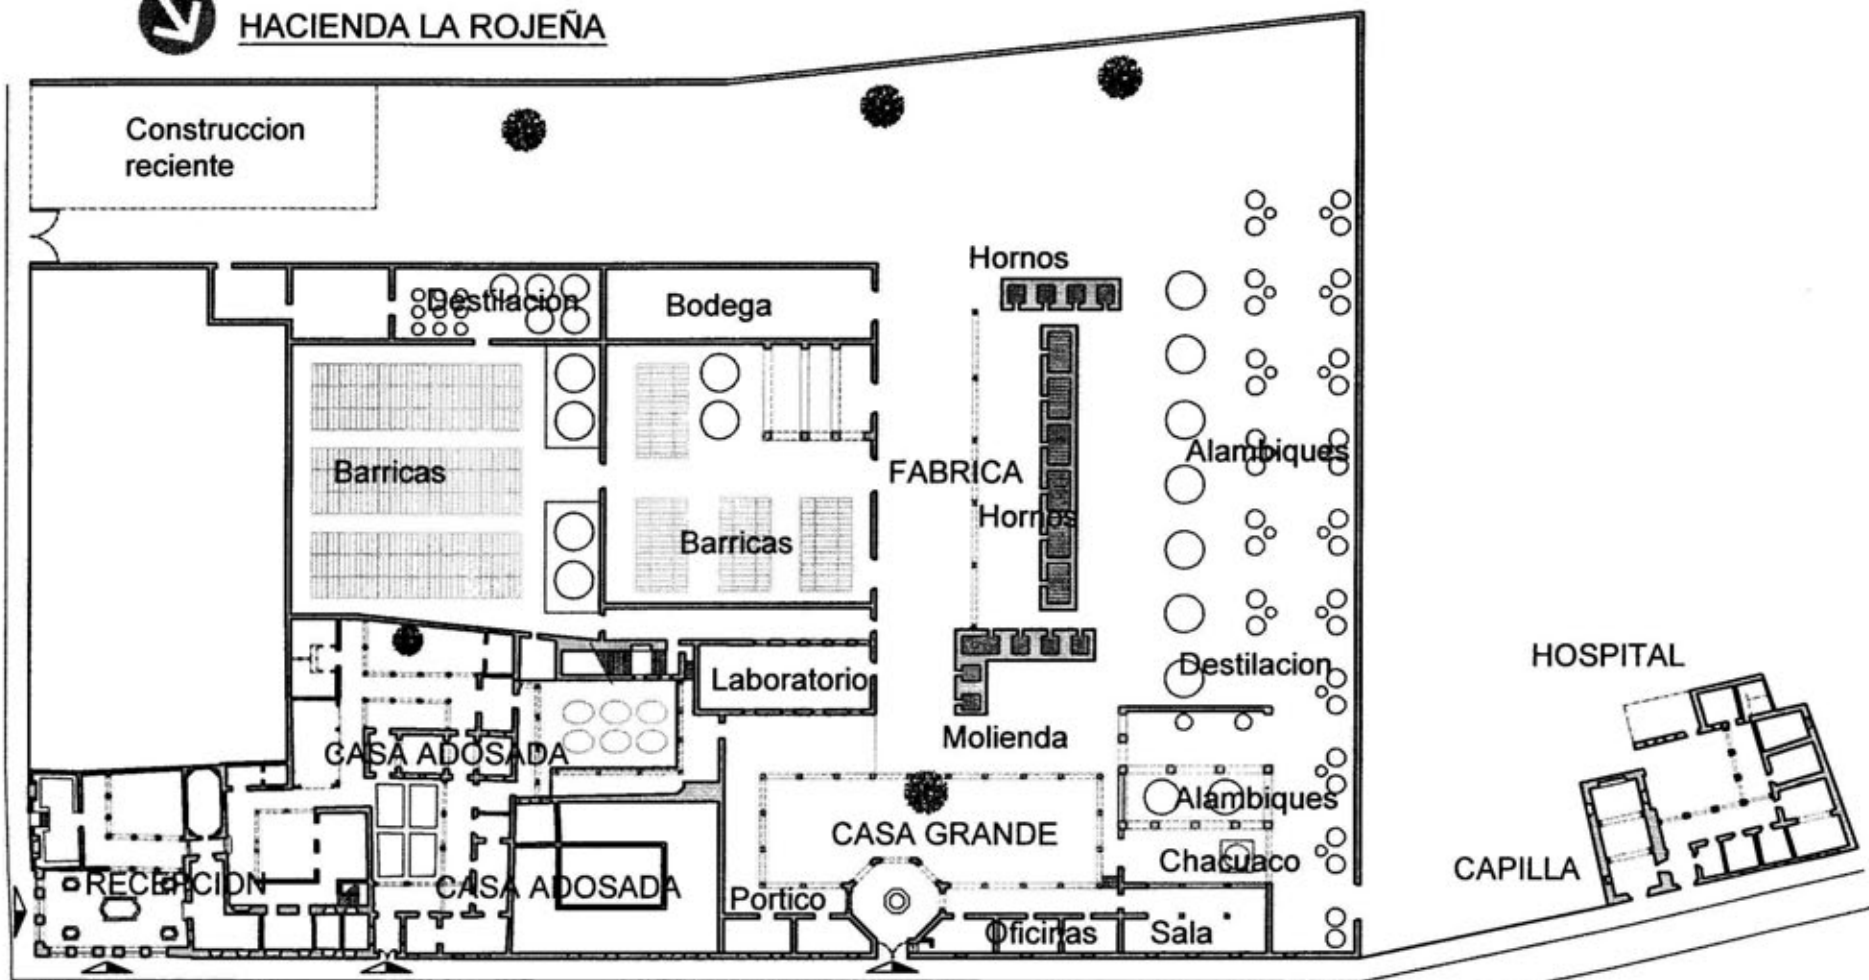 HACIENDA LA ROJEÑA
Construccion
reciente
Hornos
Destilacion
Bodega
Alambiques
Barricas
FABRICA
Hornos
Barricas
HOSPITAL
Destilacion
Laboratorio
Molienda
CASA ADOSADA
Alambiques
CASA GRANDE
Chacuaco
CAPILLA
RECEPCION
CASA ADOSADA
Portico
Oficinas
Sala